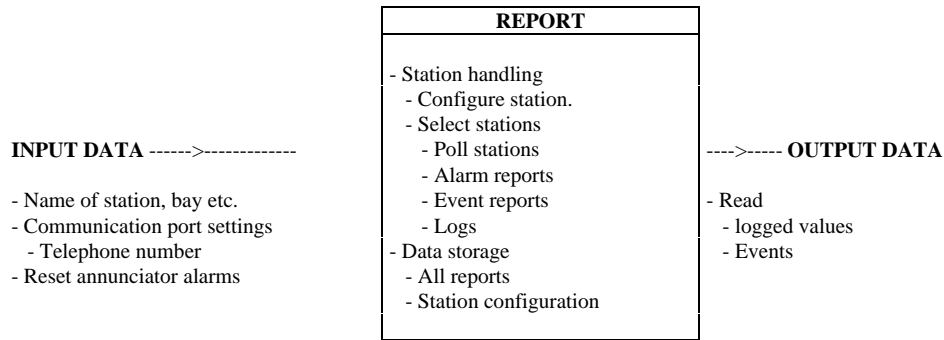 REPORT
- Station handling
- Configure station.
- Select stations
- Poll stations
- Alarm reports
- Event reports
- Logs
- Data storage
- All reports
- Station configuration
INPUT DATA ------>-------------
- Name of station, bay etc.
- Communication port settings
- Telephone number
- Reset annunciator alarms
---->----- OUTPUT DATA
- Read
- logged values
- Events